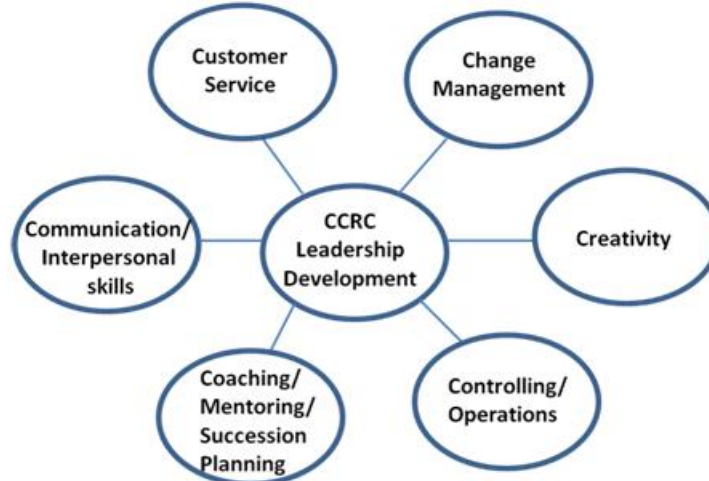 Customer
Service
Change
Management
Communication/
Interpersonal
skills
CCRC
Leadership
Development
Creativity
Coaching/
Mentoring/
Succession
Planning
Controlling/
Operations